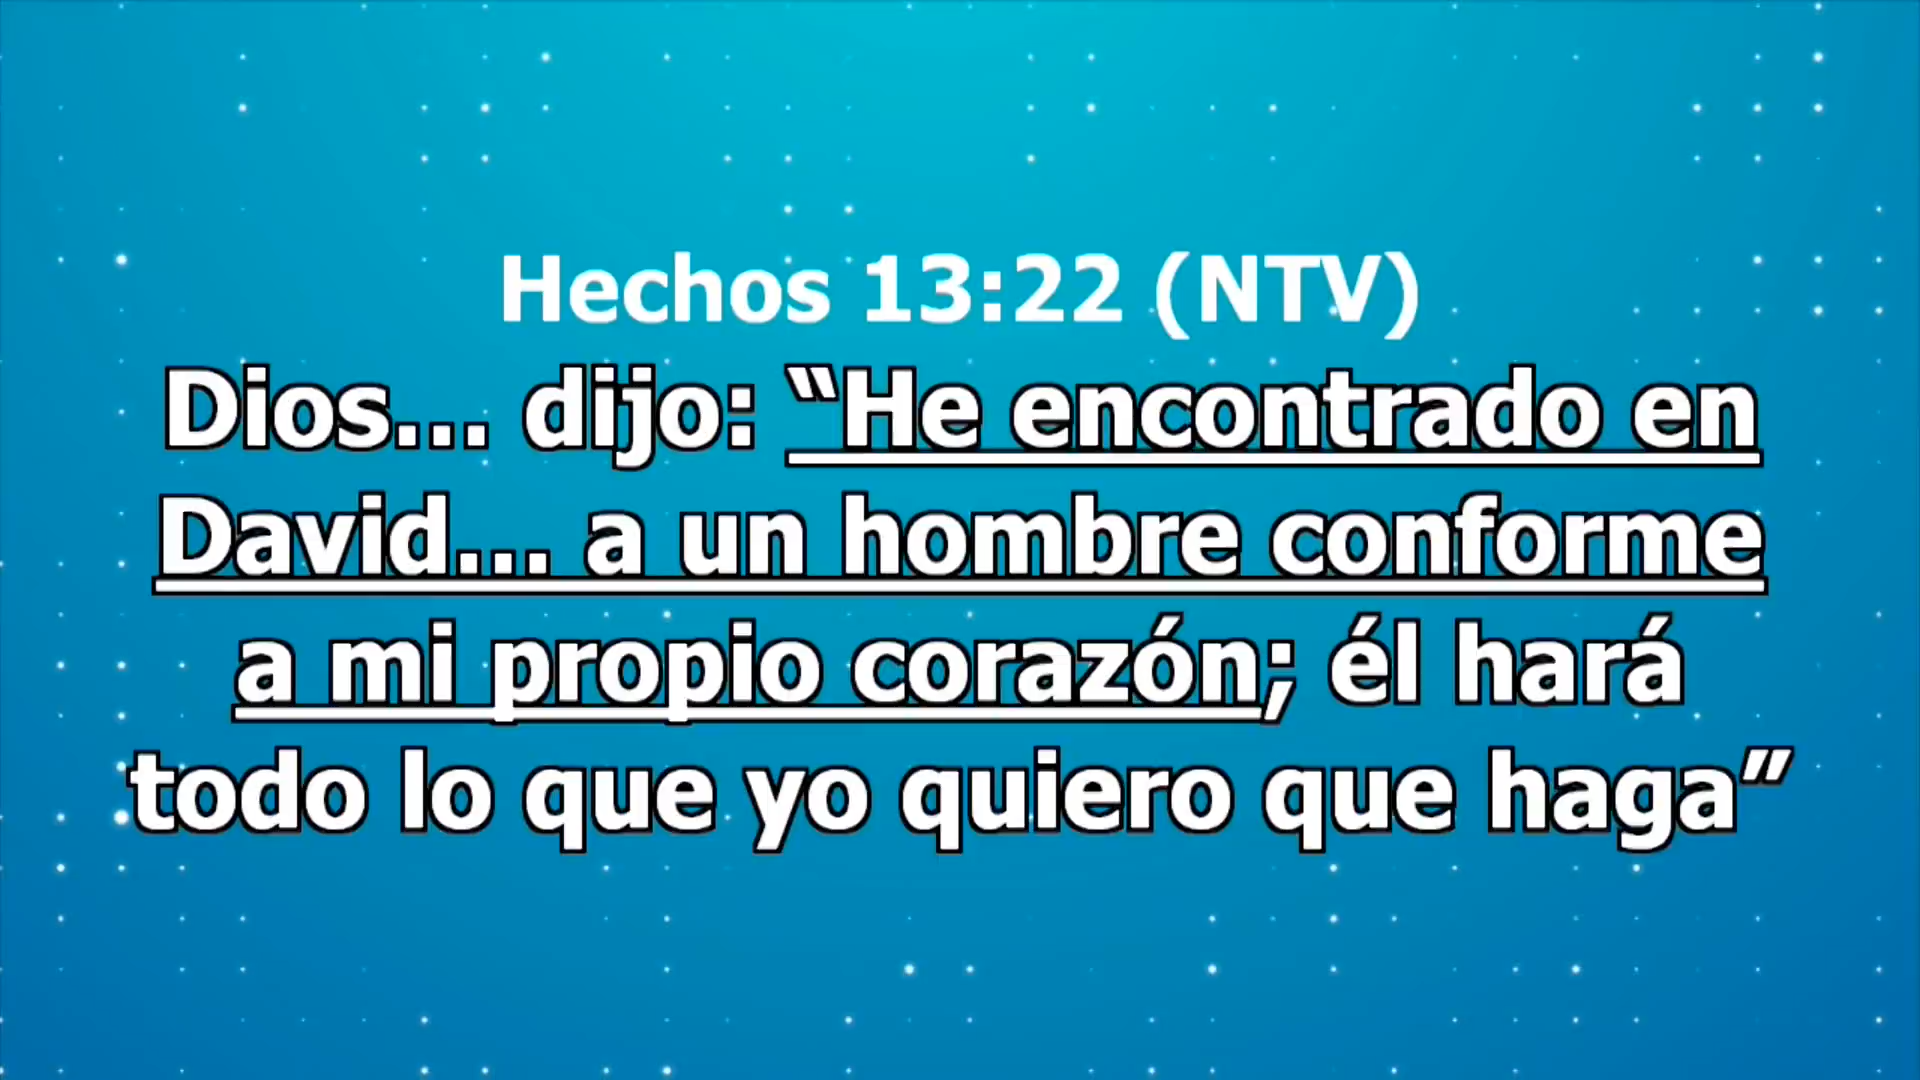 Hechos 13:22 (NTV)
Dios... dijo: “He encontrado en
David... a un hombre conforme
a mi propio corazón; él hará
todo lo que yo quiero que haga”